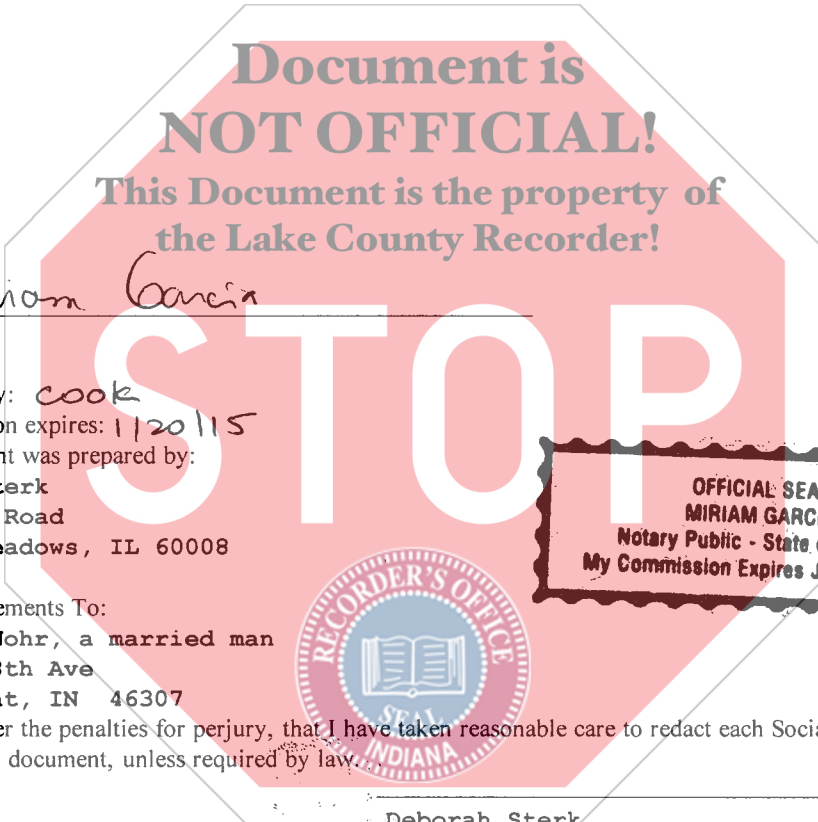 Document is
NOT OFFICIAL!
This Document is the property of
the Lake County Recorder!
Garcia
STOP
y: Cook
on expires: 1/20/15
nt was prepared by:
terk
Road
eadows, IL 60008
OFFICIAL SEA
MIRIAM GARC
Notary Public - State
My Commission Expires J
ements To:
Nohr, a married man
th Ave
t, IN 46307
er the penalties for perjury, that I have taken reasonable care to redact each Socia
document, unless required by law.
RECORDER'S OFFICE
SEAL
INDIANA
Deborah Sterk